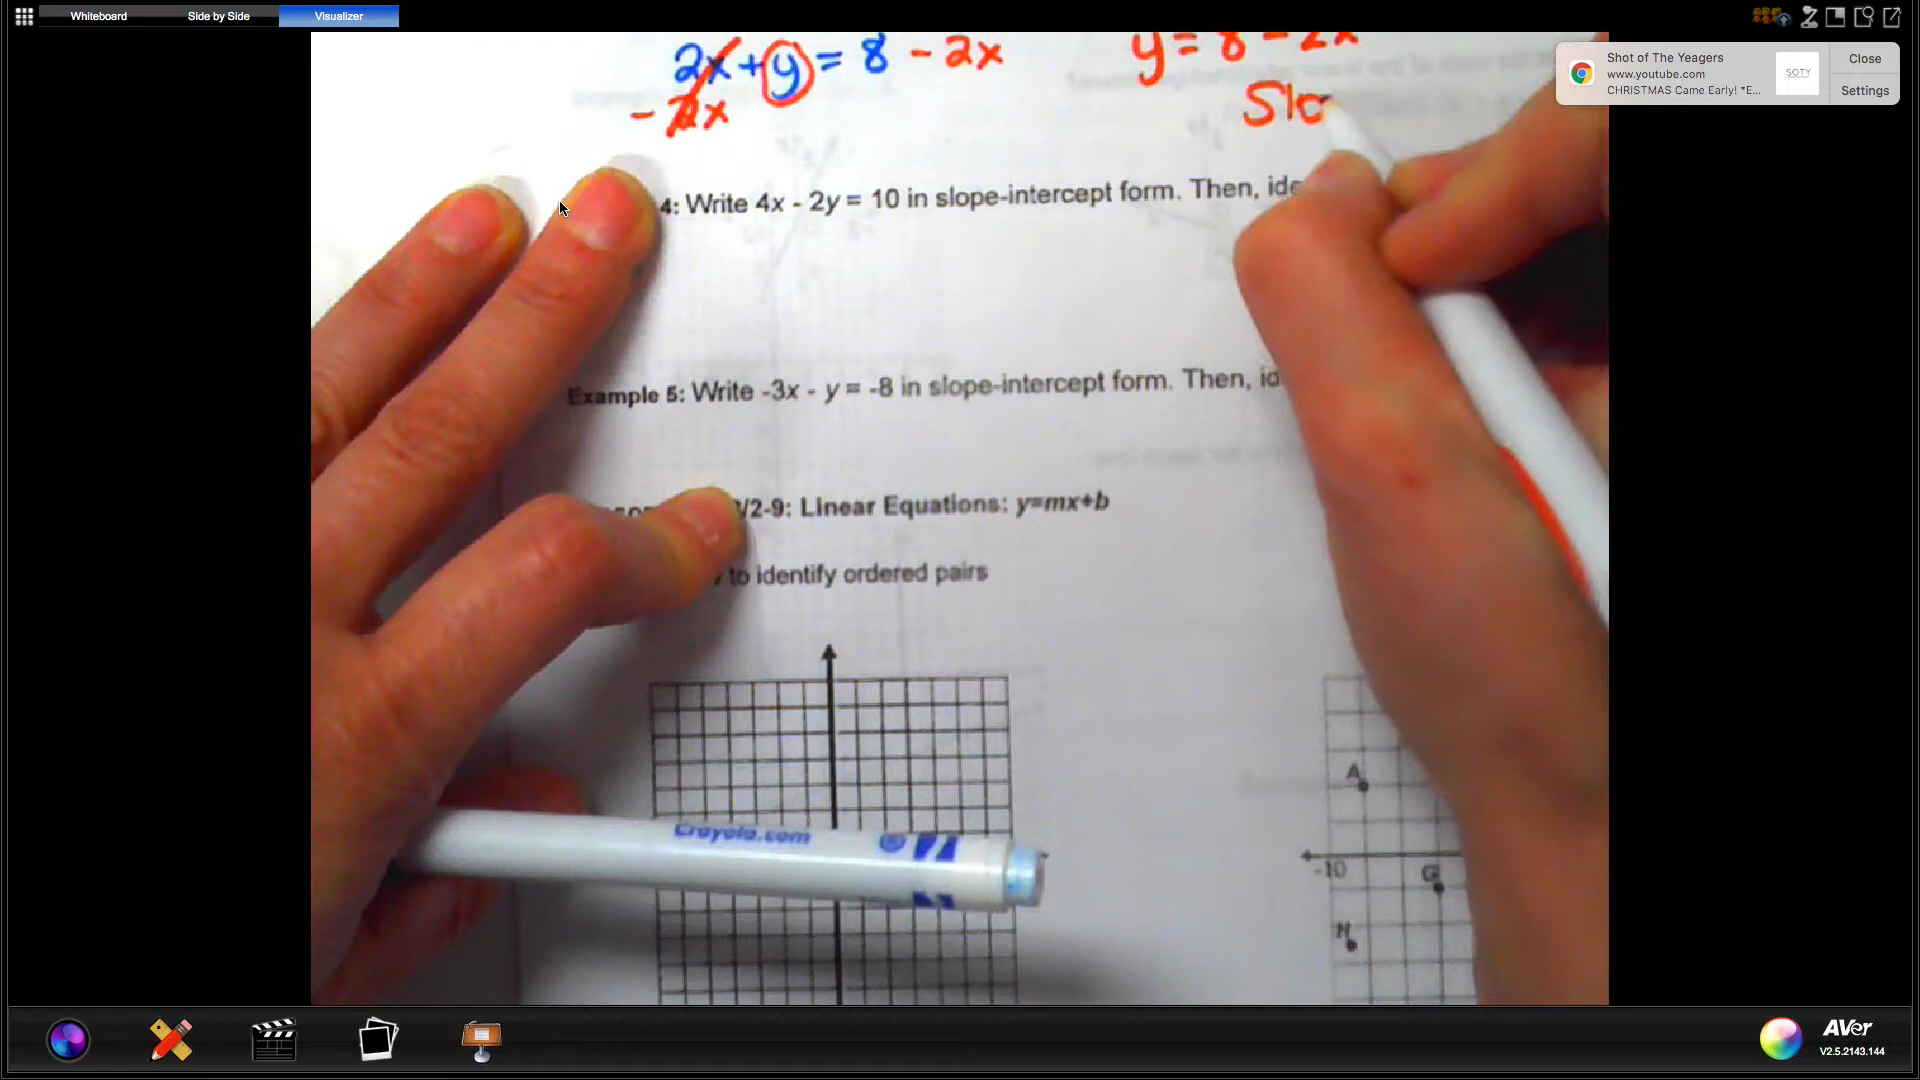 Whiteboard
Side by Side
Visualizer
2x + y = 8 - 2x
y = 8 - 2x
- 2x
Slo
Shot of The Yeagers
www.youtube.com
CHRISTMAS Came Early! *E...
SOTY
Close
Settings
4: Write 4x - 2y = 10 in slope-intercept form. Then, ide
Example 5: Write -3x - y = -8 in slope-intercept form. Then, id
/2-9: Linear Equations: y=mx+b
to identify ordered pairs
A
-10
G
H
Crayola.com
AVer
V2.5.2143.144